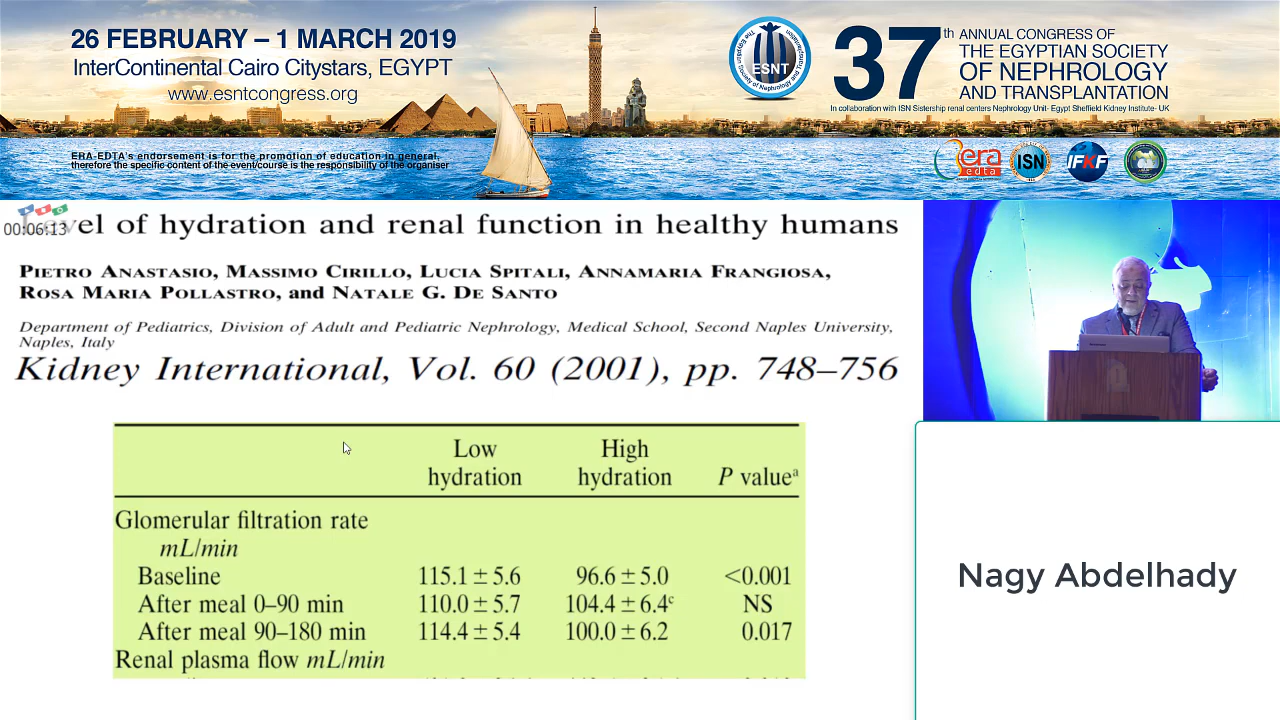 26 FEBRUARY – 1 MARCH 2019
InterContinental Cairo Citystars, EGYPT
www.esntcongress.org
ERA-EDTA's endorsement is for the promotion of education in general,
therefore the specific content of the event/course is the responsibility of the organiser
The Egyptian Society of Nephrology and Transplantation
ESNT
37th
ANNUAL CONGRESS OF
THE EGYPTIAN SOCIETY
OF NEPHROLOGY
AND TRANSPLANTATION
In collaboration with ISN Sistership renal centers Nephrology Unit- Egypt Sheffield Kidney Institute- UK
era
edta
ISN
IFKF
00:06:13
vel of hydration and renal function in healthy humans
PIETRO ANASTASIO, MASSIMO CIRILLO, LUCIA SPITALI, ANNAMARIA FRANGIOSA,
ROSA MARIA POLLASTRO, and NATALE G. DE SANTO
Department of Pediatrics, Division of Adult and Pediatric Nephrology, Medical School, Second Naples University,
Naples, Italy
Kidney International, Vol. 60 (2001), pp. 748–756
Low hydration High hydration P valueᵃ
Glomerular filtration rate
mL/min
Baseline 115.1 ± 5.6 96.6 ± 5.0 <0.001
After meal 0–90 min 110.0 ± 5.7 104.4 ± 6.4ᶜ NS
After meal 90–180 min 114.4 ± 5.4 100.0 ± 6.2 0.017
Renal plasma flow mL/min
Nagy Abdelhady